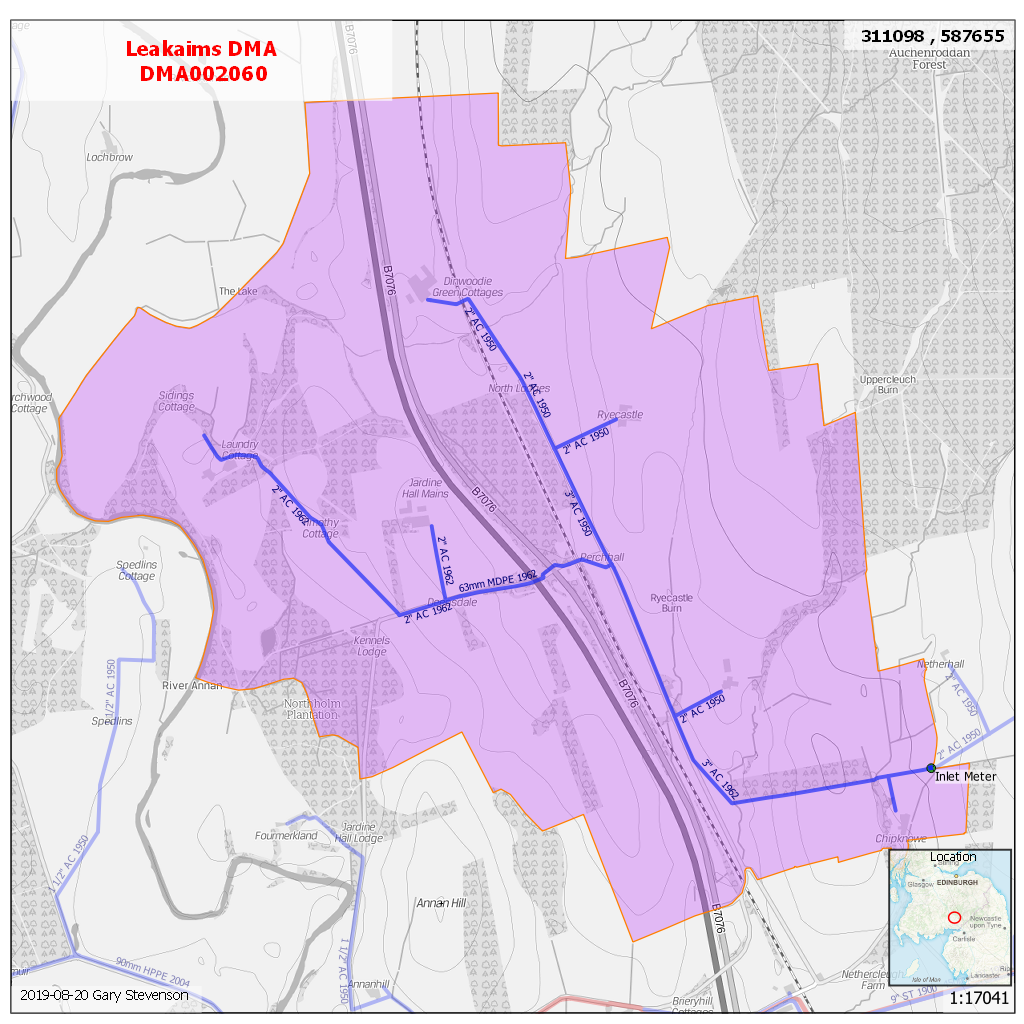 Leakaims DMA
DMA002060
311098 , 587655
Auchenroddan
Forest
B7076
Lochbrow
The Lake
B7076
Dinwoodie
Green Cottages
2" AC 1950
2" AC 1950
North Lodges
Sidings
Cottage
Cottage
Uppercleuch
Burn
Ryecastle
2" AC 1950
Laundry
Cottage
Jardine
Hall Mains
B7076
3" AC 1950
2" AC 1962
Cottage
2" AC 1962
Perchhall
63mm MDPE 1962
Spedlins
Cottage
2" AC 1962
Ryecastle
Burn
Kennels
Lodge
Netherhall
2" AC 1950
River Annan
1/2" AC 1950
Spedlins
Northholm
Plantation
B7076
2" AC 1950
2" AC 1950
3" AC 1962
Inlet Meter
Fourmerkland
Jardine
Hall Lodge
Chipknowe
1 1/2" AC 1950
Annan Hill
B7076
Location
Glasgow
EDINBURGH
Newcastle
upon Tyne
Carlisle
Isle of Man
Lancaster
90mm HPPE 2004
1 1/2" AC 1950
Annanhill
2019-08-20 Gary Stevenson
Brieryhill
Cottages
Nethercleuch
Farm
9" ST 1900
1:17041